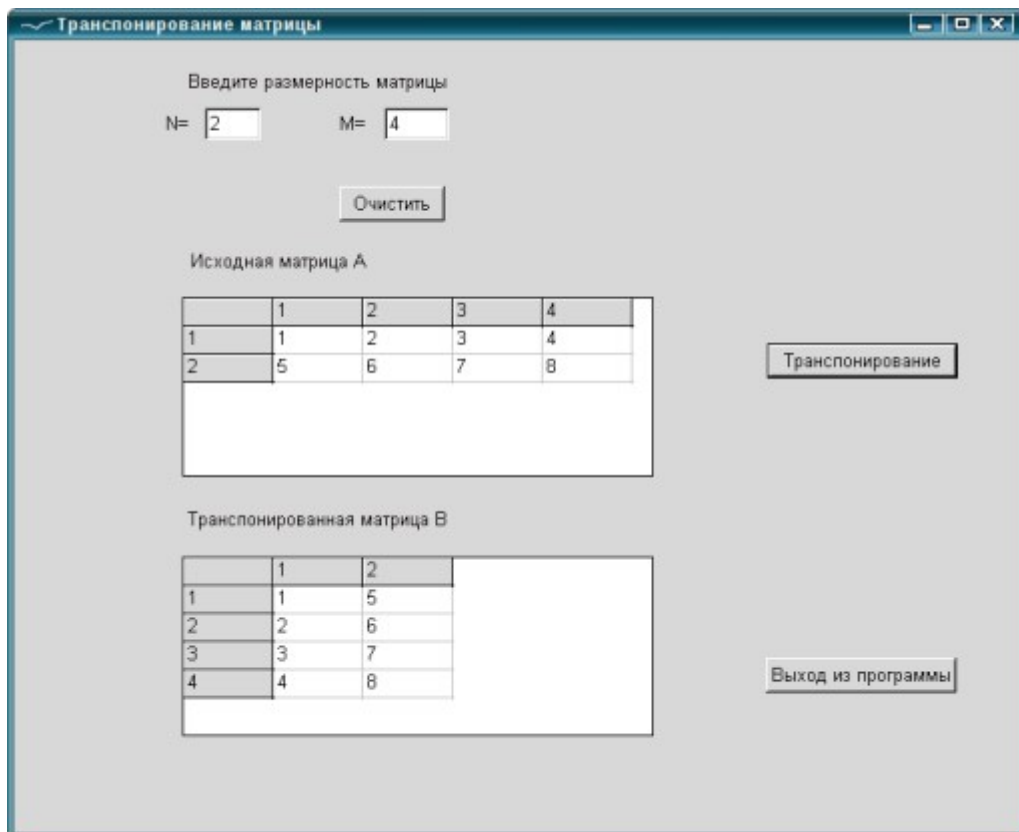 Транспонирование матрицы
Введите размерность матрицы
N= 2 M= 4
Очистить
Исходная матрица A
1 2 3 4
1 1 2 3 4
2 5 6 7 8
Транспонирование
Транспонированная матрица B
1 2
1 1 5
2 2 6
3 3 7
4 4 8
Выход из программы